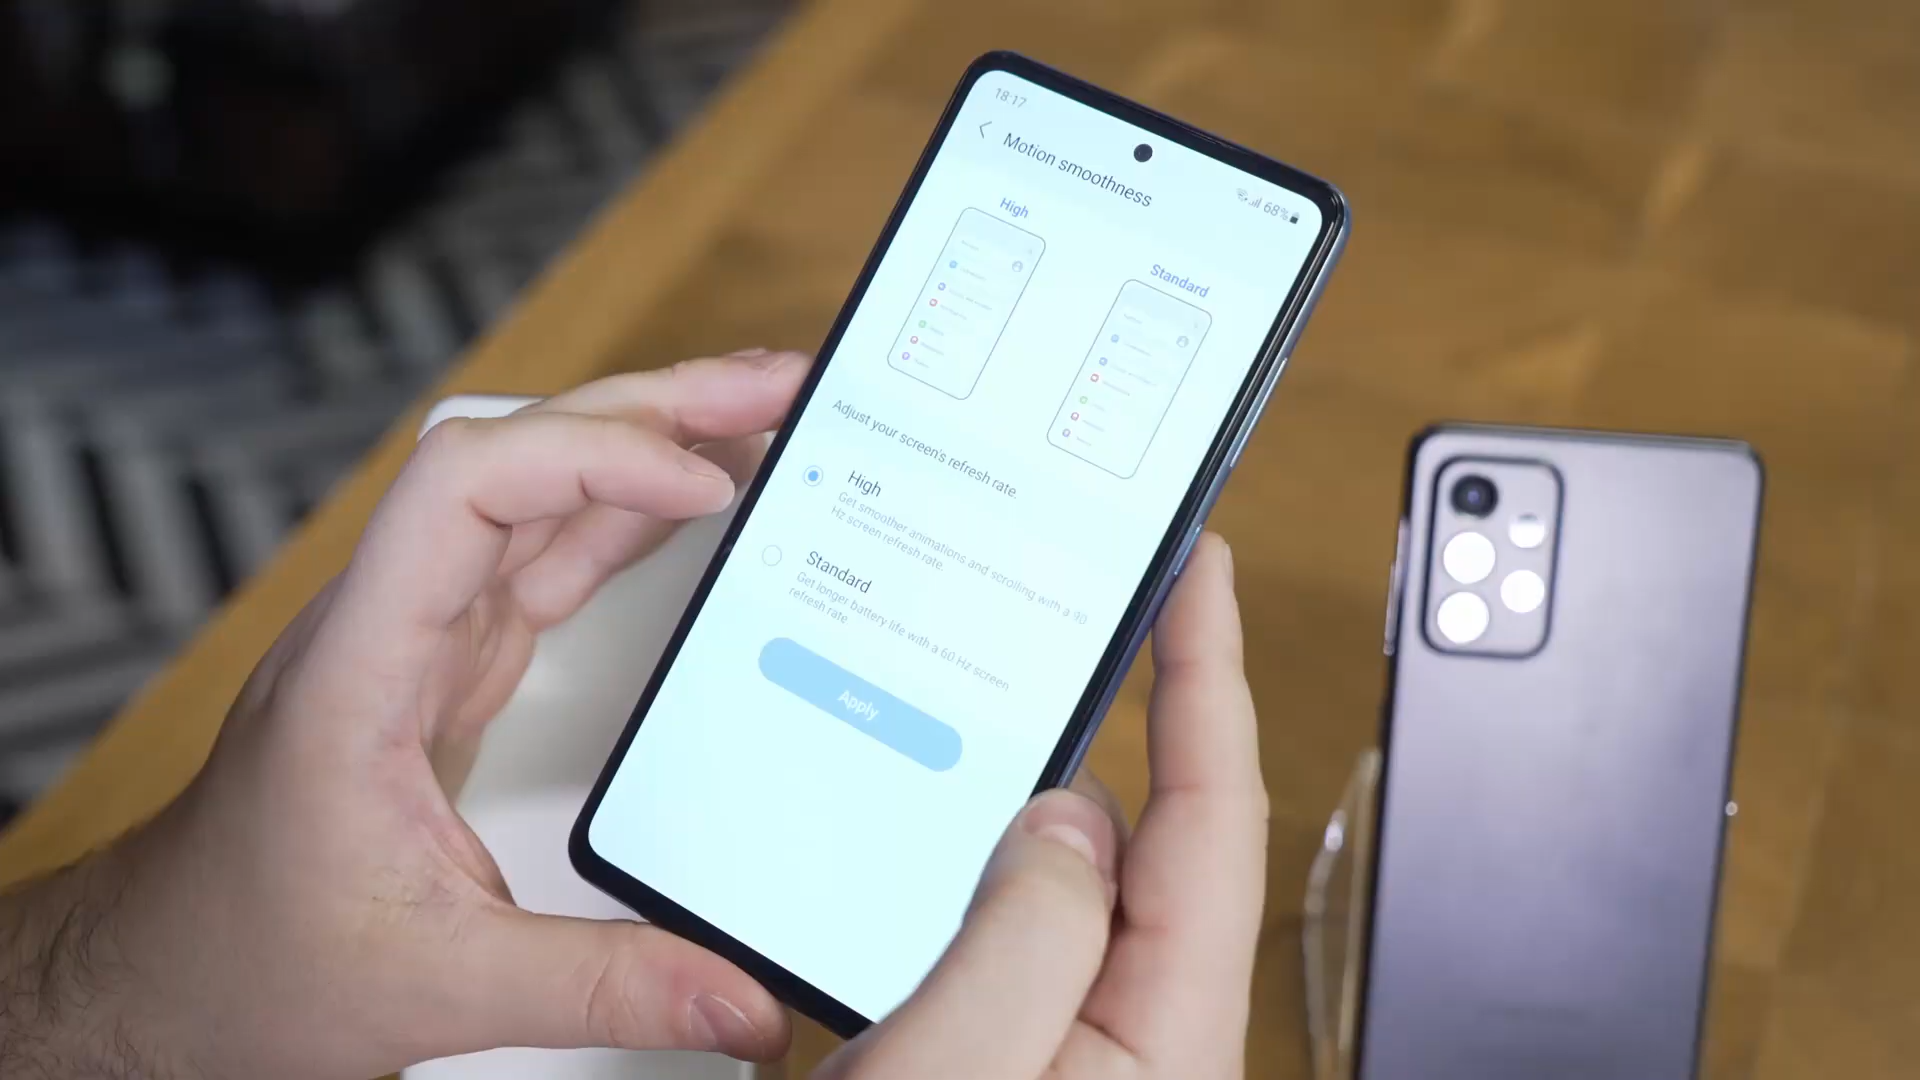 18:17
68%
Motion smoothness
High
Standard
Adjust your screen's refresh rate.
High
Get smoother animations and scrolling with a 90
Hz screen refresh rate.
Standard
Get longer battery life with a 60 Hz screen
refresh rate.
Apply